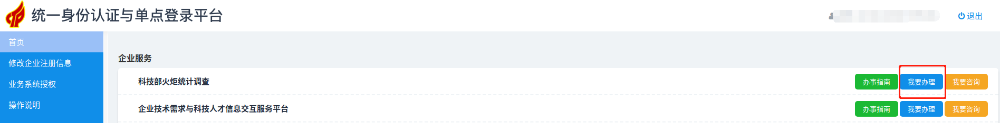 统一身份认证与单点登录平台
退出
首页
修改企业注册信息
业务系统授权
操作说明
企业服务
科技部火炬统计调查 办事指南 我要办理 我要咨询
企业技术需求与科技人才信息交互服务平台 办事指南 我要办理 我要咨询